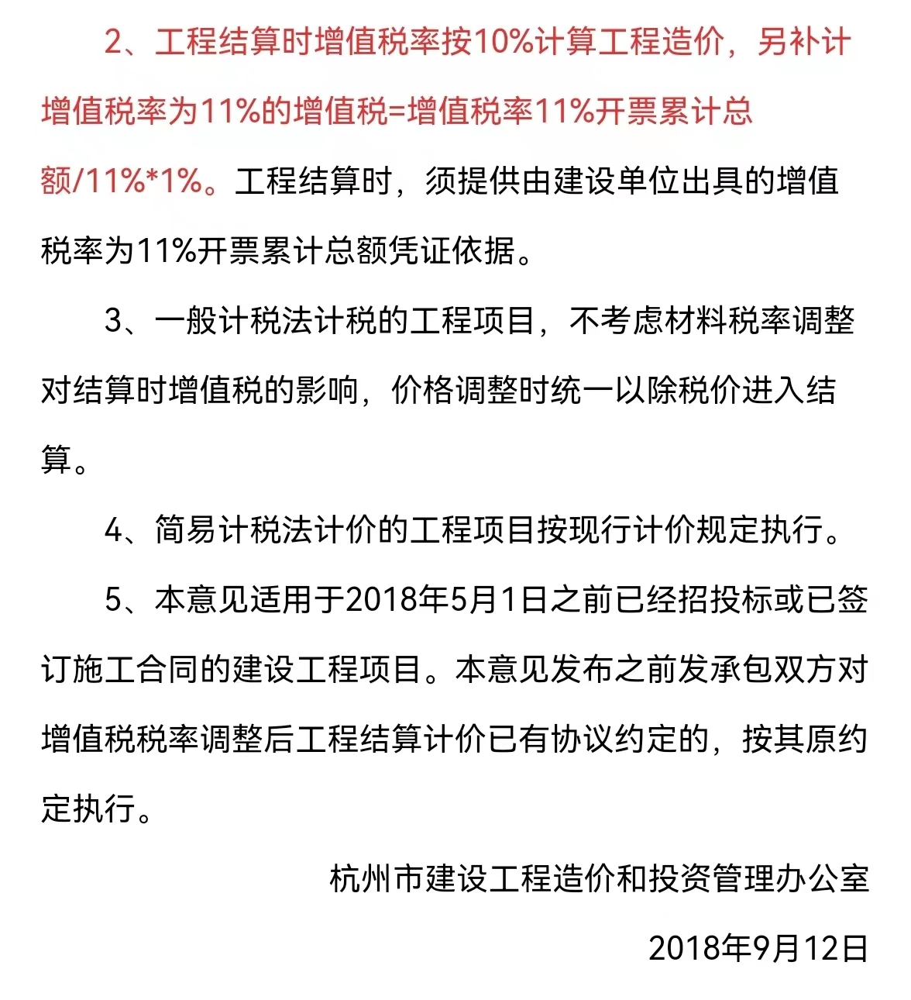 2、工程结算时增值税率按10%计算工程造价，另补计
增值税率为11%的增值税=增值税率11%开票累计总
额/11%*1%。工程结算时，须提供由建设单位出具的增值
税率为11%开票累计总额凭证依据。
3、一般计税法计税的工程项目，不考虑材料税率调整
对结算时增值税的影响，价格调整时统一以除税价进入结
算。
4、简易计税法计价的工程项目按现行计价规定执行。
5、本意见适用于2018年5月1日之前已经招投标或已签
订施工合同的建设工程项目。本意见发布之前发承包双方对
增值税税率调整后工程结算计价已有协议约定的，按其原约
定执行。
杭州市建设工程造价和投资管理办公室
2018年9月12日